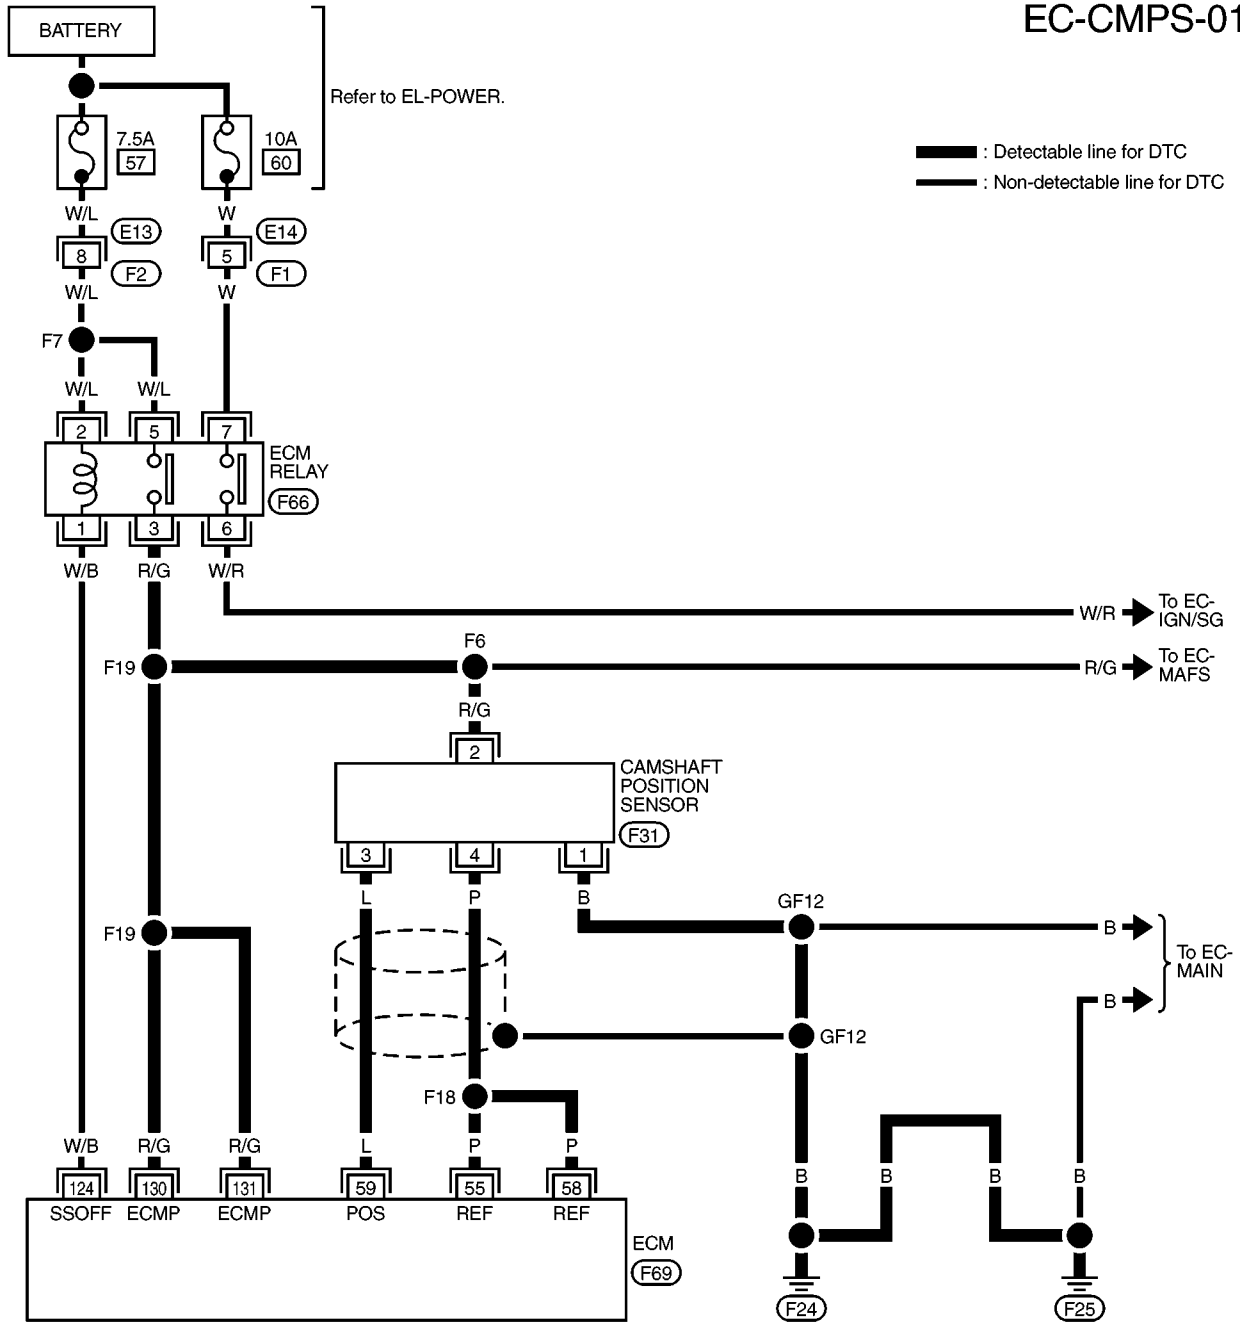 EC-CMPS-01
BATTERY
Refer to EL-POWER.
7.5A
57
10A
60
: Detectable line for DTC
: Non-detectable line for DTC
W/L
W
E13
E14
8
5
F2
F1
W/L
W
F7
W/L
W/L
2
5
7
ECM
RELAY
F66
1
3
6
W/B
R/G
W/R
W/R
To EC-
IGN/SG
F19
F6
R/G
To EC-
MAFS
R/G
2
CAMSHAFT
POSITION
SENSOR
F31
3
4
1
L
P
B
GF12
B
To EC-
MAIN
F19
B
GF12
F18
W/B
R/G
R/G
L
P
P
B
B
B
B
124
130
131
59
55
58
SSOFF
ECMP
ECMP
POS
REF
REF
ECM
F69
F24
F25